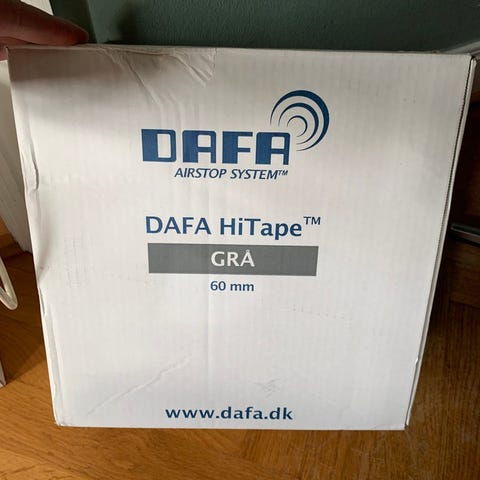 DAFA
AIRSTOP SYSTEM™
DAFA HiTape™
GRÅ
60 mm
www.dafa.dk